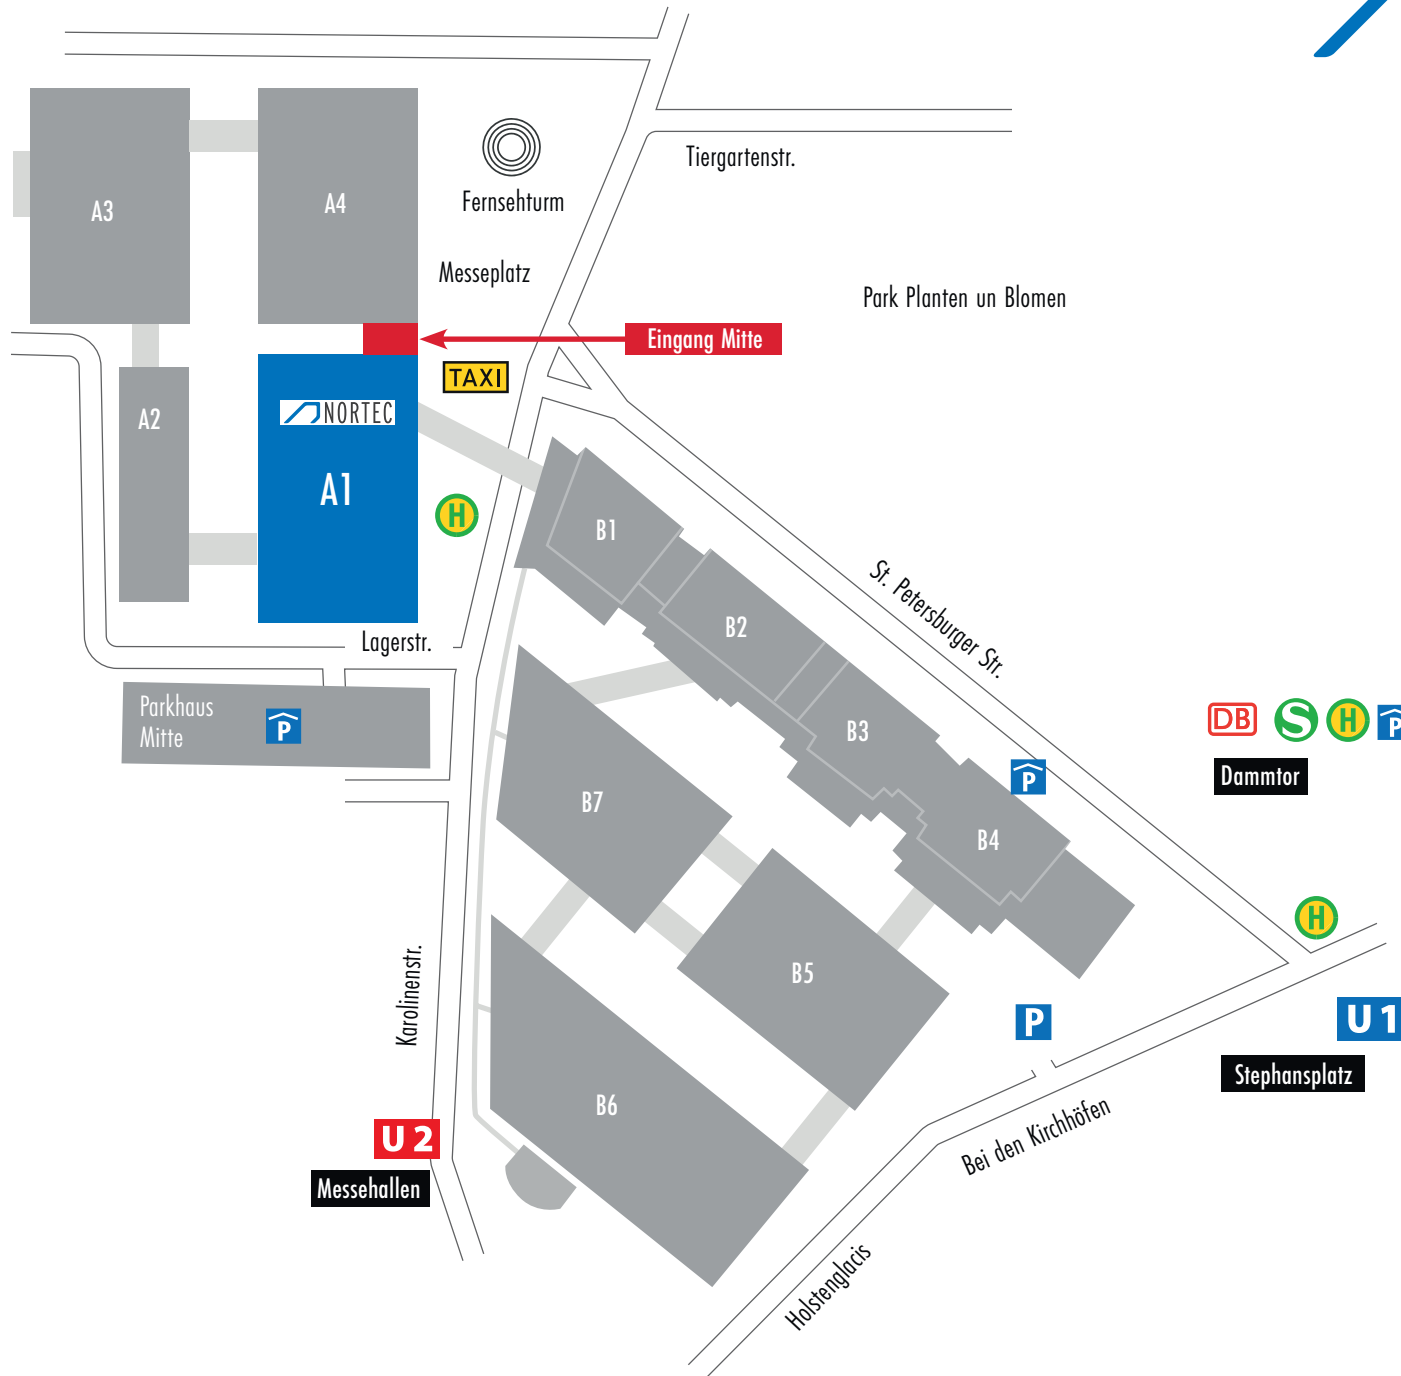 Tiergartenstr.
A3
A4
Fernsehturm
Messeplatz
Park Planten un Blomen
Eingang Mitte
TAXI
A2
NORTEC
A1
H
B1
St. Petersburger Str.
B2
Lagerstr.
Parkhaus
Mitte
P
DB
S
H
P
B3
Dammtor
P
B7
B4
H
Karolinenstr.
B5
P
U1
Stephansplatz
B6
U2
Bei den Kirchhöfen
Messehallen
Holstenglacis